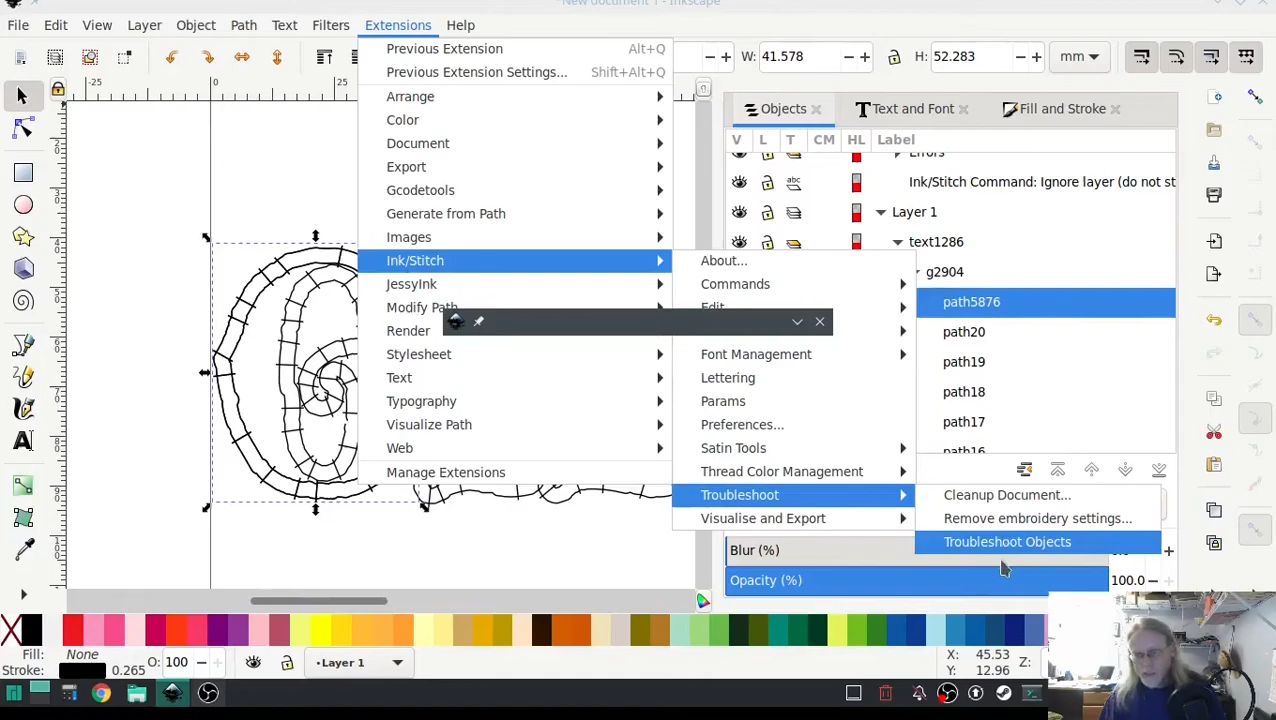 New document 1 - Inkscape
File Edit View Layer Object Path Text Filters Extensions Help
W: 41.578 H: 52.283 mm
Previous Extension Alt+Q
Previous Extension Settings... Shift+Alt+Q
Arrange
Color
Document
Export
Gcodetools
Generate from Path
Images
Ink/Stitch
JessyInk
Modify Path
Render
Stylesheet
Text
Typography
Visualize Path
Web
Manage Extensions
About...
Commands
Edit
Font Management
Lettering
Params
Preferences...
Satin Tools
Thread Color Management
Troubleshoot
Visualise and Export
Cleanup Document...
Remove embroidery settings...
Troubleshoot Objects
-25 0 25
Objects Text and Font Fill and Stroke
V L T CM HL Label
Errors
Ink/Stitch Command: Ignore layer (do not st
Layer 1
text1286
g2904
path5876
path20
path19
path18
path17
path16
Blur (%)
Opacity (%) 100.0
Fill: None
Stroke: 0.265 O: 100 Layer 1
X: 45.53
Y: 12.96
Z: